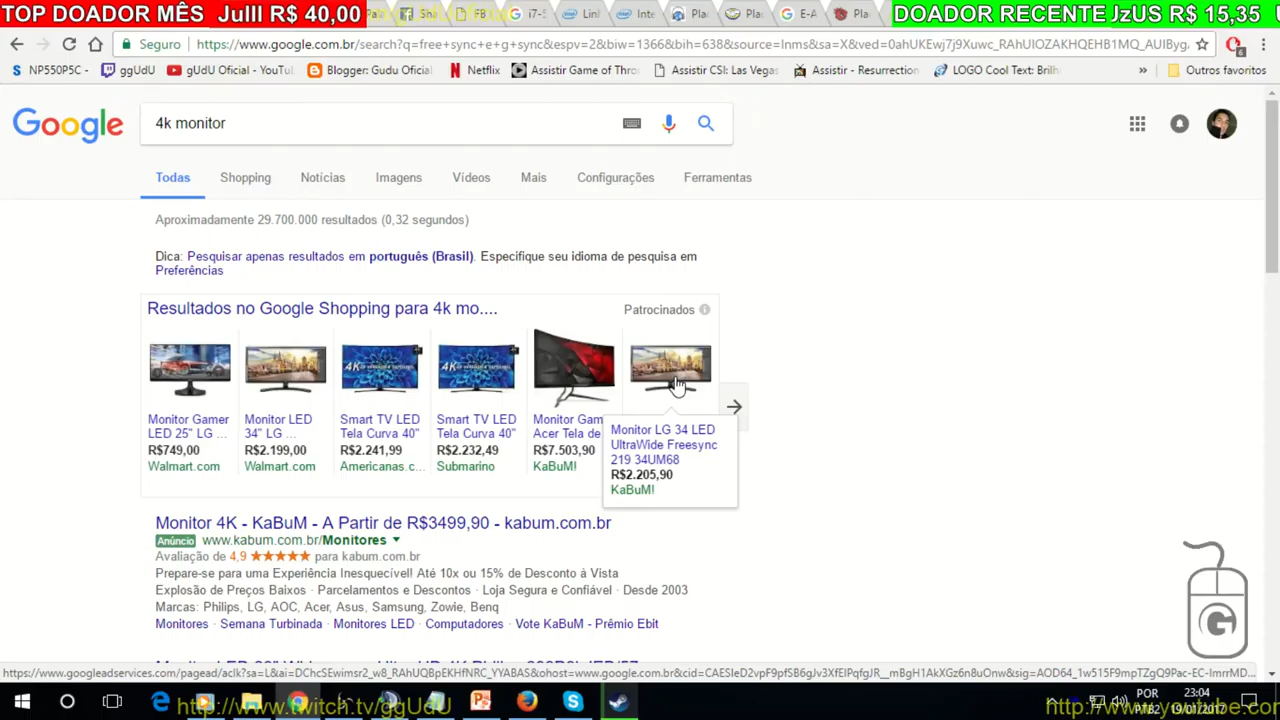 TOP DOADOR MÊS Julll R$ 40,00
DOADOR RECENTE JzUS R$ 15,35
Seguro https://www.google.com.br/search?q=free+sync+e+g+sync&espv=2&biw=1366&bih=638&source=lnms&sa=X&ved=0ahUKEwj7j9Xuwc_RAhUIOZAKHQEHB1MQ_AUIByg
NP550P5C ggUdU gUdU Oficial - YouTu Blogger: Gudu Oficial Netflix Assistir Game of Thro Assistir CSI: Las Vegas Assistir - Resurrection LOGO Cool Text: Brilh » Outros favoritos
Google
4k monitor
Todas Shopping Notícias Imagens Vídeos Mais Configurações Ferramentas
Aproximadamente 29.700.000 resultados (0,32 segundos)
Dica: Pesquisar apenas resultados em português (Brasil). Especifique seu idioma de pesquisa em
Preferências
Resultados no Google Shopping para 4k mo.... Patrocinados
Monitor Gamer
LED 25" LG ...
R$749,00
Walmart.com
Monitor LED
34" LG ...
R$2.199,00
Walmart.com
Smart TV LED
Tela Curva 40"
R$2.241,99
Americanas.c...
Smart TV LED
Tela Curva 40"
R$2.232,49
Submarino
Monitor Gam
Acer Tela de
R$7.503,90
KaBuM!
Monitor LG 34 LED
UltraWide Freesync
219 34UM68
R$2.205,90
KaBuM!
Monitor 4K - KaBuM - A Partir de R$3499,90 - kabum.com.br
Anúncio www.kabum.com.br/Monitores
Avaliação de 4,9 ★★★★★ para kabum.com.br
Prepare-se para uma Experiência Inesquecível! Até 10x ou 15% de Desconto à Vista
Explosão de Preços Baixos · Parcelamentos e Descontos · Loja Segura e Confiável · Desde 2003
Marcas: Philips, LG, AOC, Acer, Asus, Samsung, Zowie, Benq
Monitores · Semana Turbinada · Monitores LED · Computadores · Vote KaBuM - Prêmio Ebit
G
POR
23:04
PTB2
19/01/2017
http://www.twitch.tv/ggUdU
http://www.youtube.com